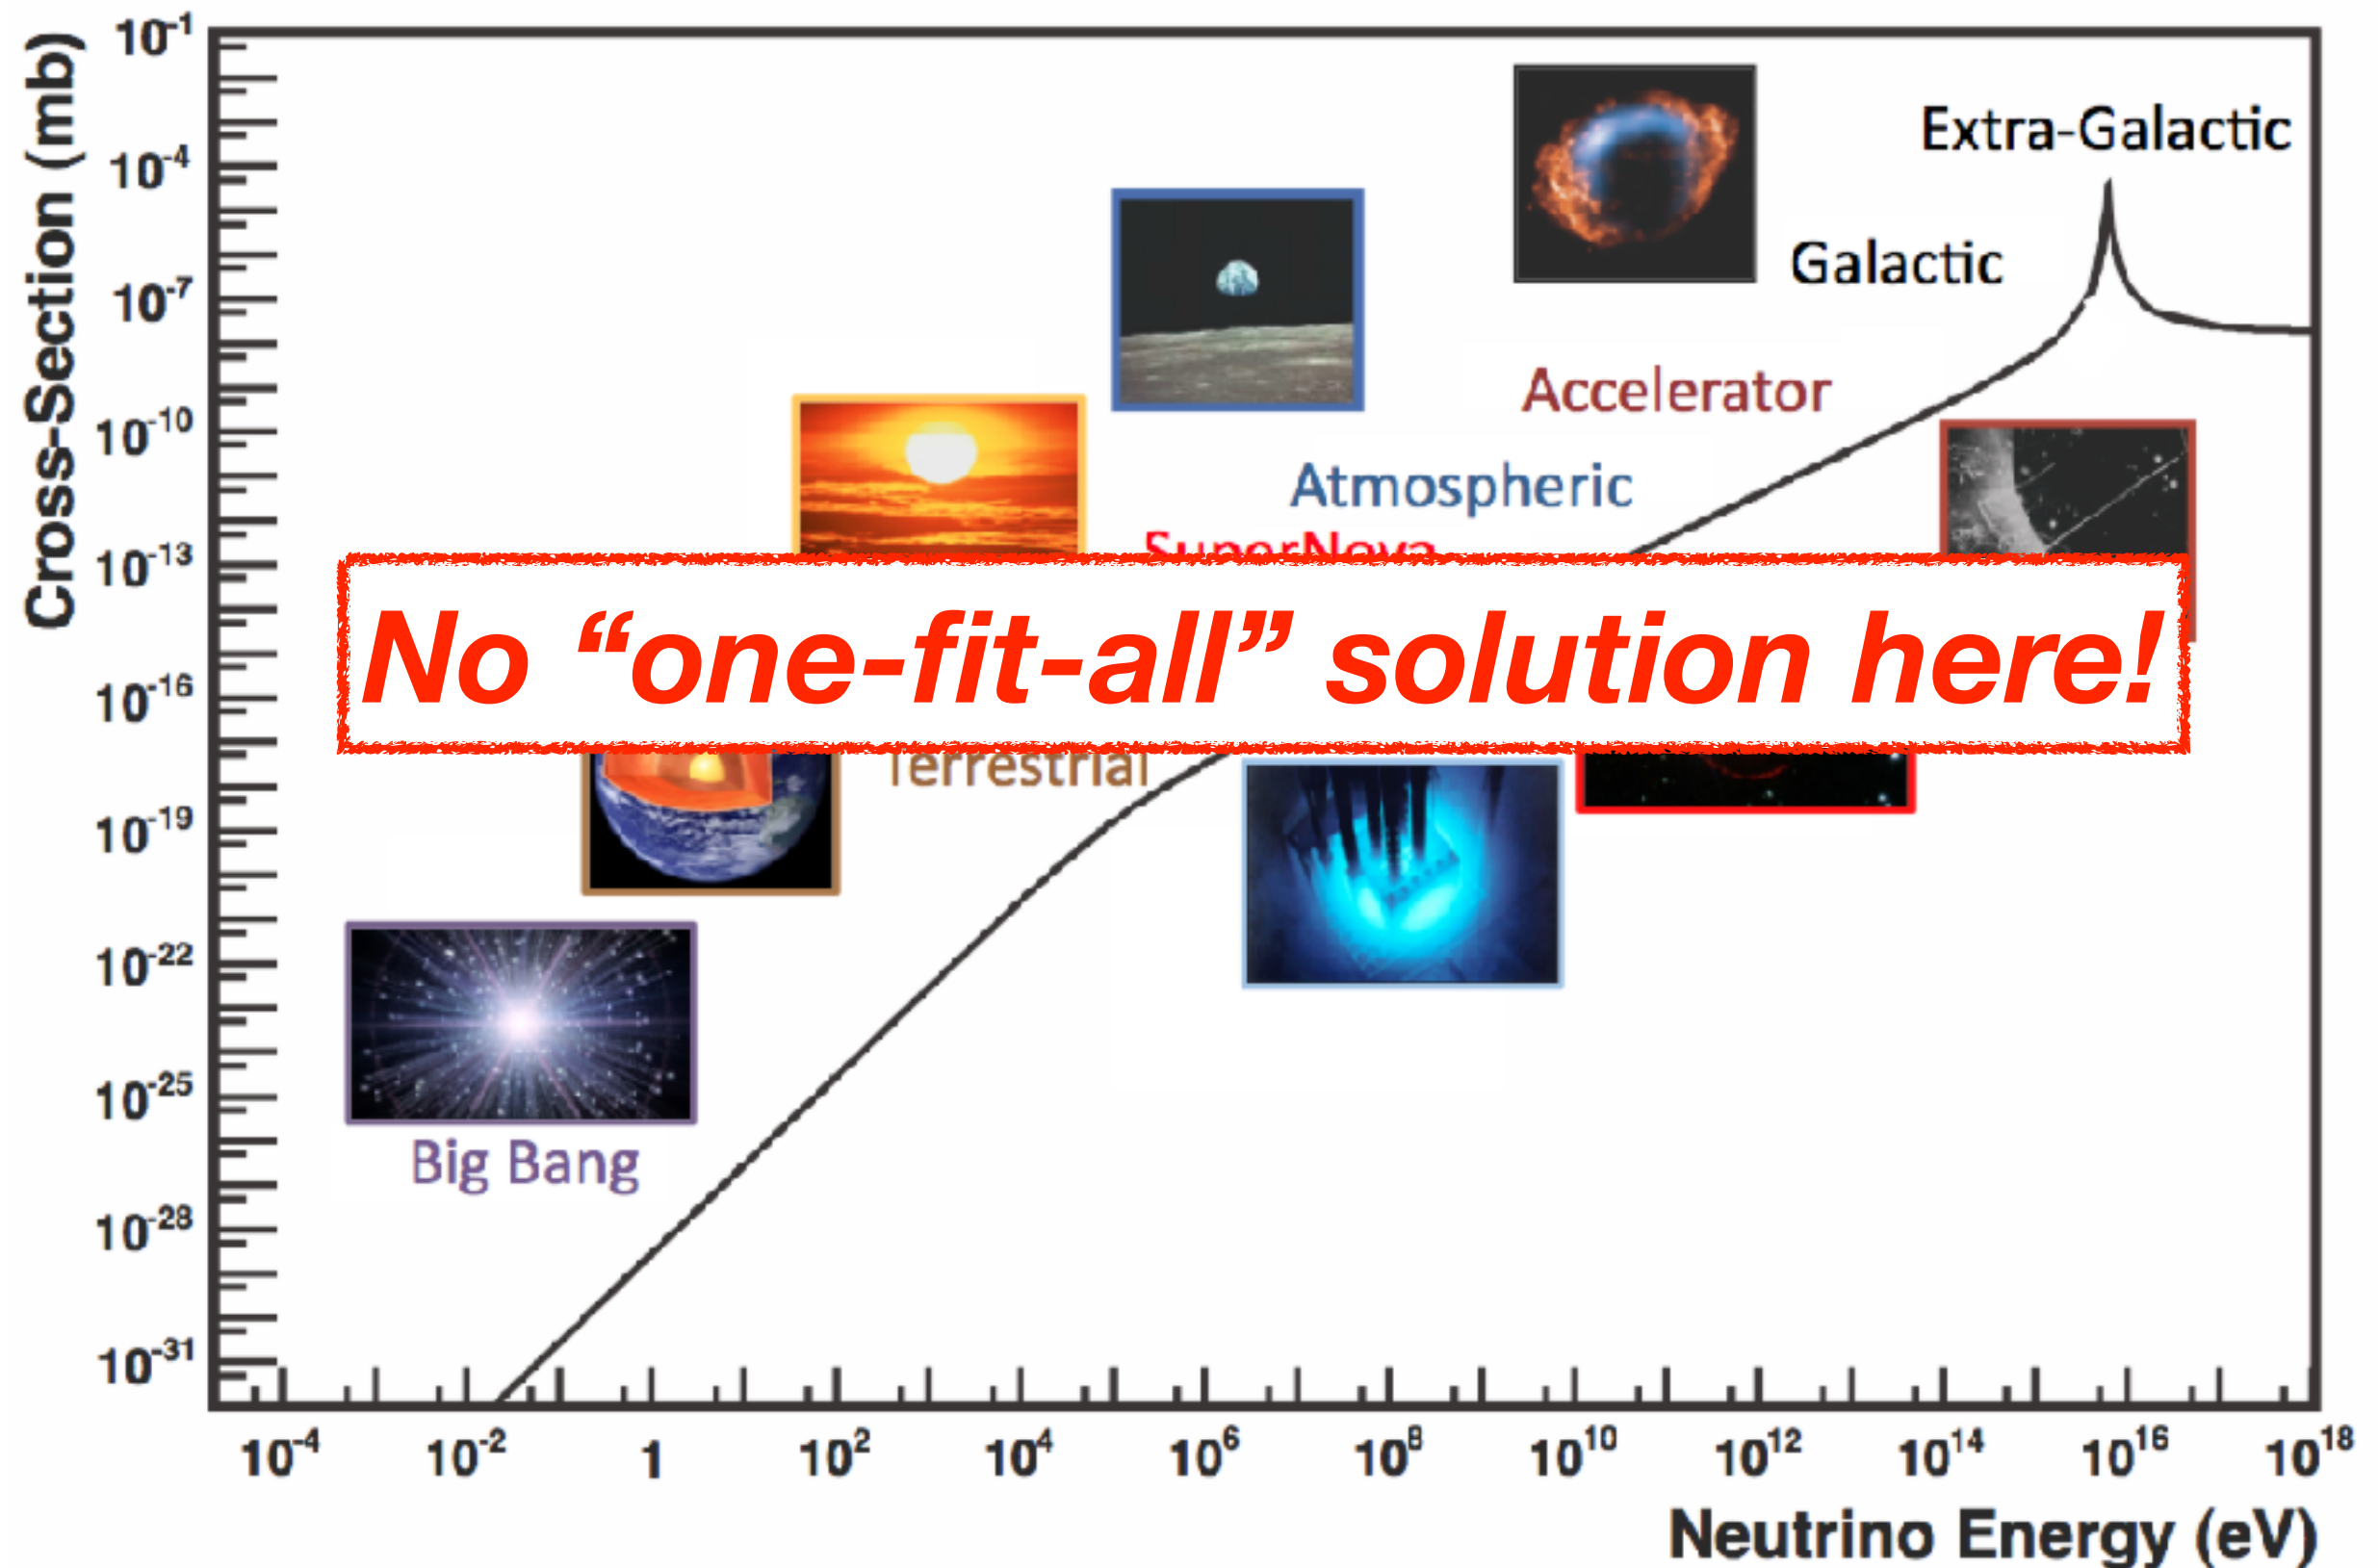 Cross-Section (mb)
10⁻¹
10⁻⁴
10⁻⁷
10⁻¹⁰
10⁻¹³
10⁻¹⁶
10⁻¹⁹
10⁻²²
10⁻²⁵
10⁻²⁸
10⁻³¹
Extra-Galactic
Galactic
Accelerator
Atmospheric
SuperNova
No “one-fit-all” solution here!
Terrestrial
Big Bang
10⁻⁴ 10⁻² 1 10² 10⁴ 10⁶ 10⁸ 10¹⁰ 10¹² 10¹⁴ 10¹⁶ 10¹⁸
Neutrino Energy (eV)